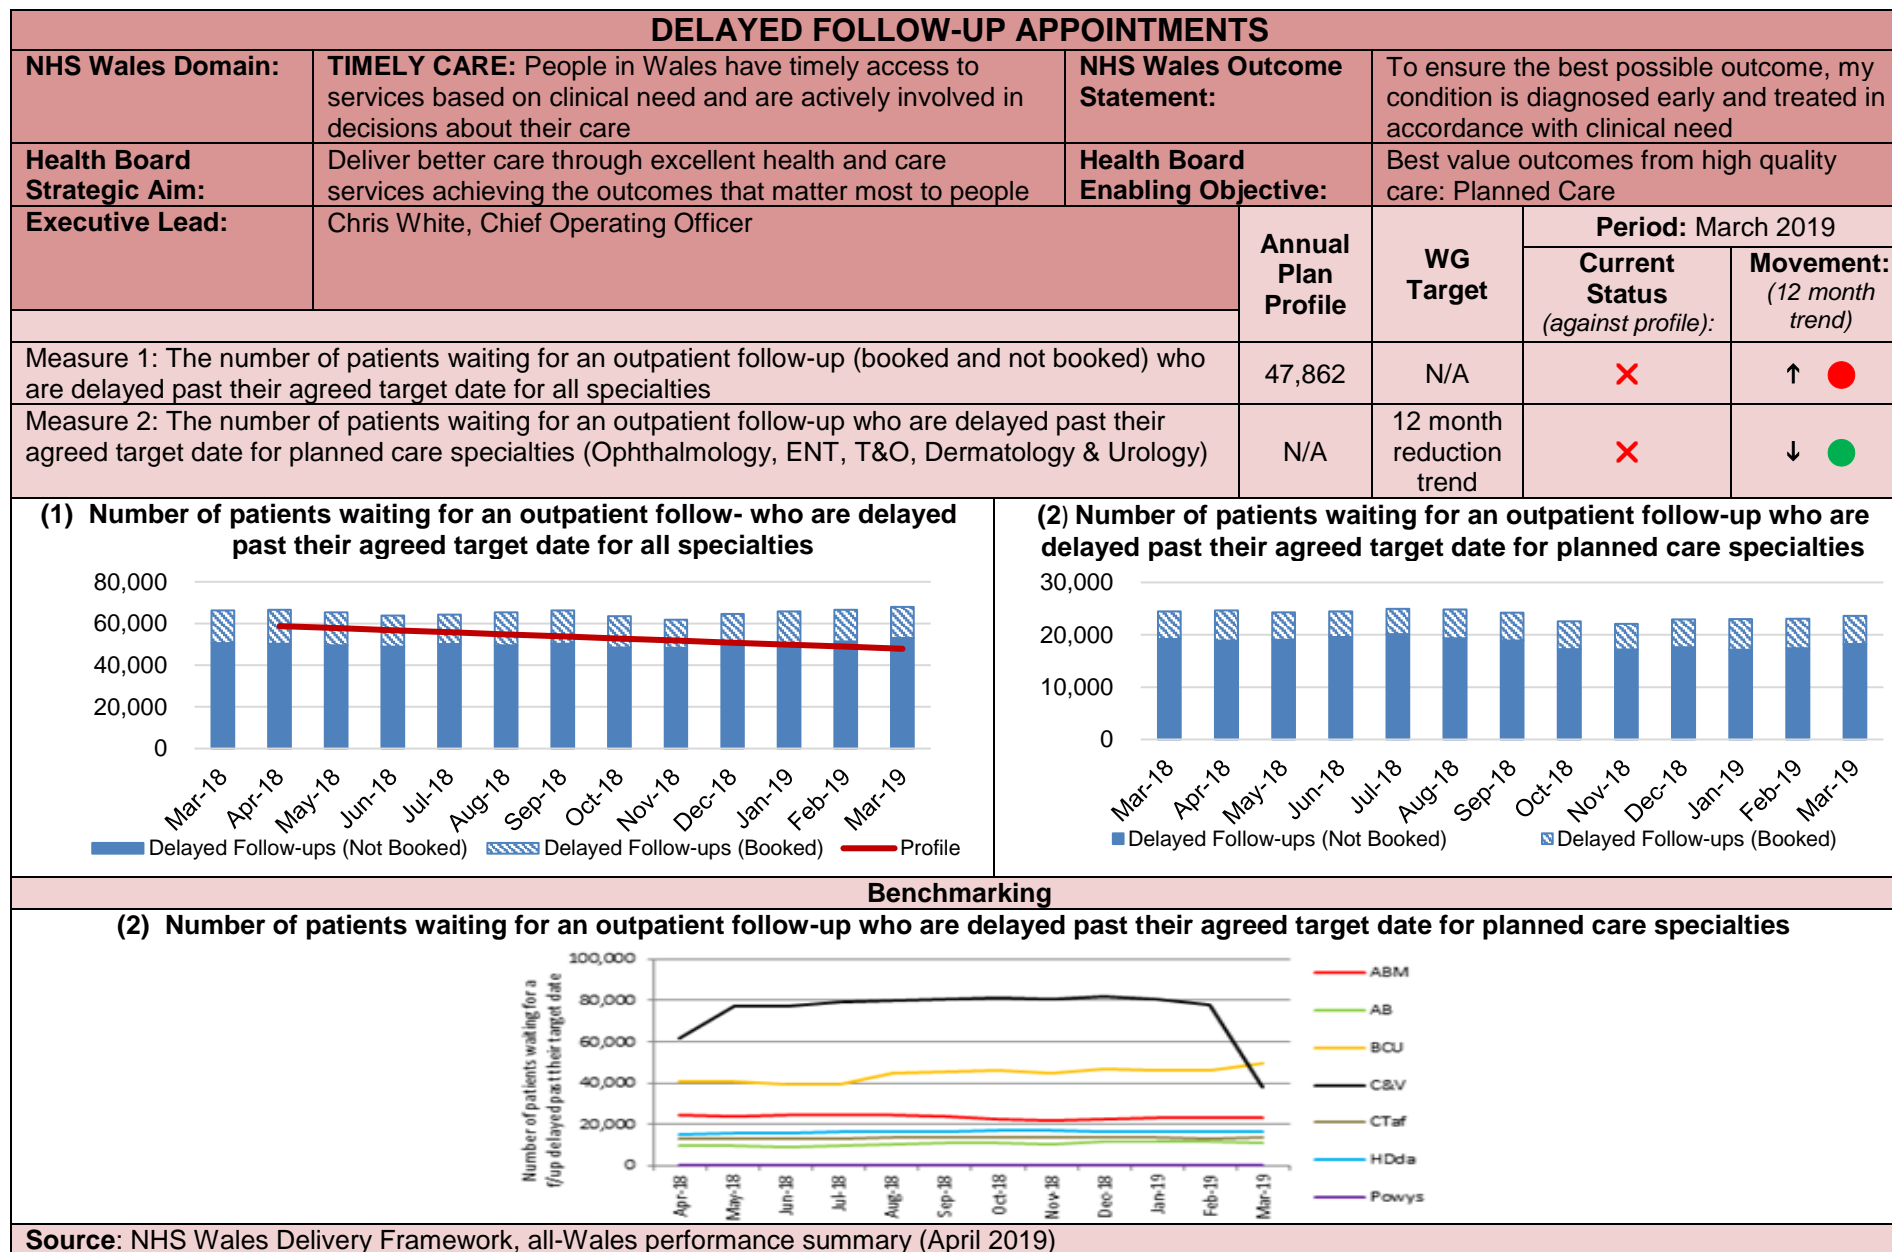 DELAYED FOLLOW-UP APPOINTMENTS
NHS Wales Domain:
TIMELY CARE: People in Wales have timely access to
services based on clinical need and are actively involved in
decisions about their care
NHS Wales Outcome
Statement:
To ensure the best possible outcome, my
condition is diagnosed early and treated in
accordance with clinical need
Health Board
Strategic Aim:
Deliver better care through excellent health and care
services achieving the outcomes that matter most to people
Health Board
Enabling Objective:
Best value outcomes from high quality
care: Planned Care
Executive Lead:
Chris White, Chief Operating Officer
Annual
Plan
Profile
WG
Target
Period: March 2019
Current
Status
(against profile):
Movement:
(12 month
trend)
Measure 1: The number of patients waiting for an outpatient follow-up (booked and not booked) who
are delayed past their agreed target date for all specialties
47,862
N/A
✕
↑
Measure 2: The number of patients waiting for an outpatient follow-up who are delayed past their
agreed target date for planned care specialties (Ophthalmology, ENT, T&O, Dermatology & Urology)
N/A
12 month
reduction
trend
✕
↓
(1) Number of patients waiting for an outpatient follow- who are delayed
past their agreed target date for all specialties
80,000
60,000
40,000
20,000
0
Mar-18
Apr-18
May-18
Jun-18
Jul-18
Aug-18
Sep-18
Oct-18
Nov-18
Dec-18
Jan-19
Feb-19
Mar-19
Delayed Follow-ups (Not Booked)
Delayed Follow-ups (Booked)
Profile
(2) Number of patients waiting for an outpatient follow-up who are
delayed past their agreed target date for planned care specialties
30,000
20,000
10,000
0
Mar-18
Apr-18
May-18
Jun-18
Jul-18
Aug-18
Sep-18
Oct-18
Nov-18
Dec-18
Jan-19
Feb-19
Mar-19
Delayed Follow-ups (Not Booked)
Delayed Follow-ups (Booked)
Benchmarking
(2) Number of patients waiting for an outpatient follow-up who are delayed past their agreed target date for planned care specialties
Number of patients waiting for a
f/up delayed past their target date
100,000
80,000
60,000
40,000
20,000
0
Apr-18
May-18
Jun-18
Jul-18
Aug-18
Sep-18
Oct-18
Nov-18
Dec-18
Jan-19
Feb-19
Mar-19
ABM
AB
BCU
C&V
CTaf
HDda
Powys
Source: NHS Wales Delivery Framework, all-Wales performance summary (April 2019)